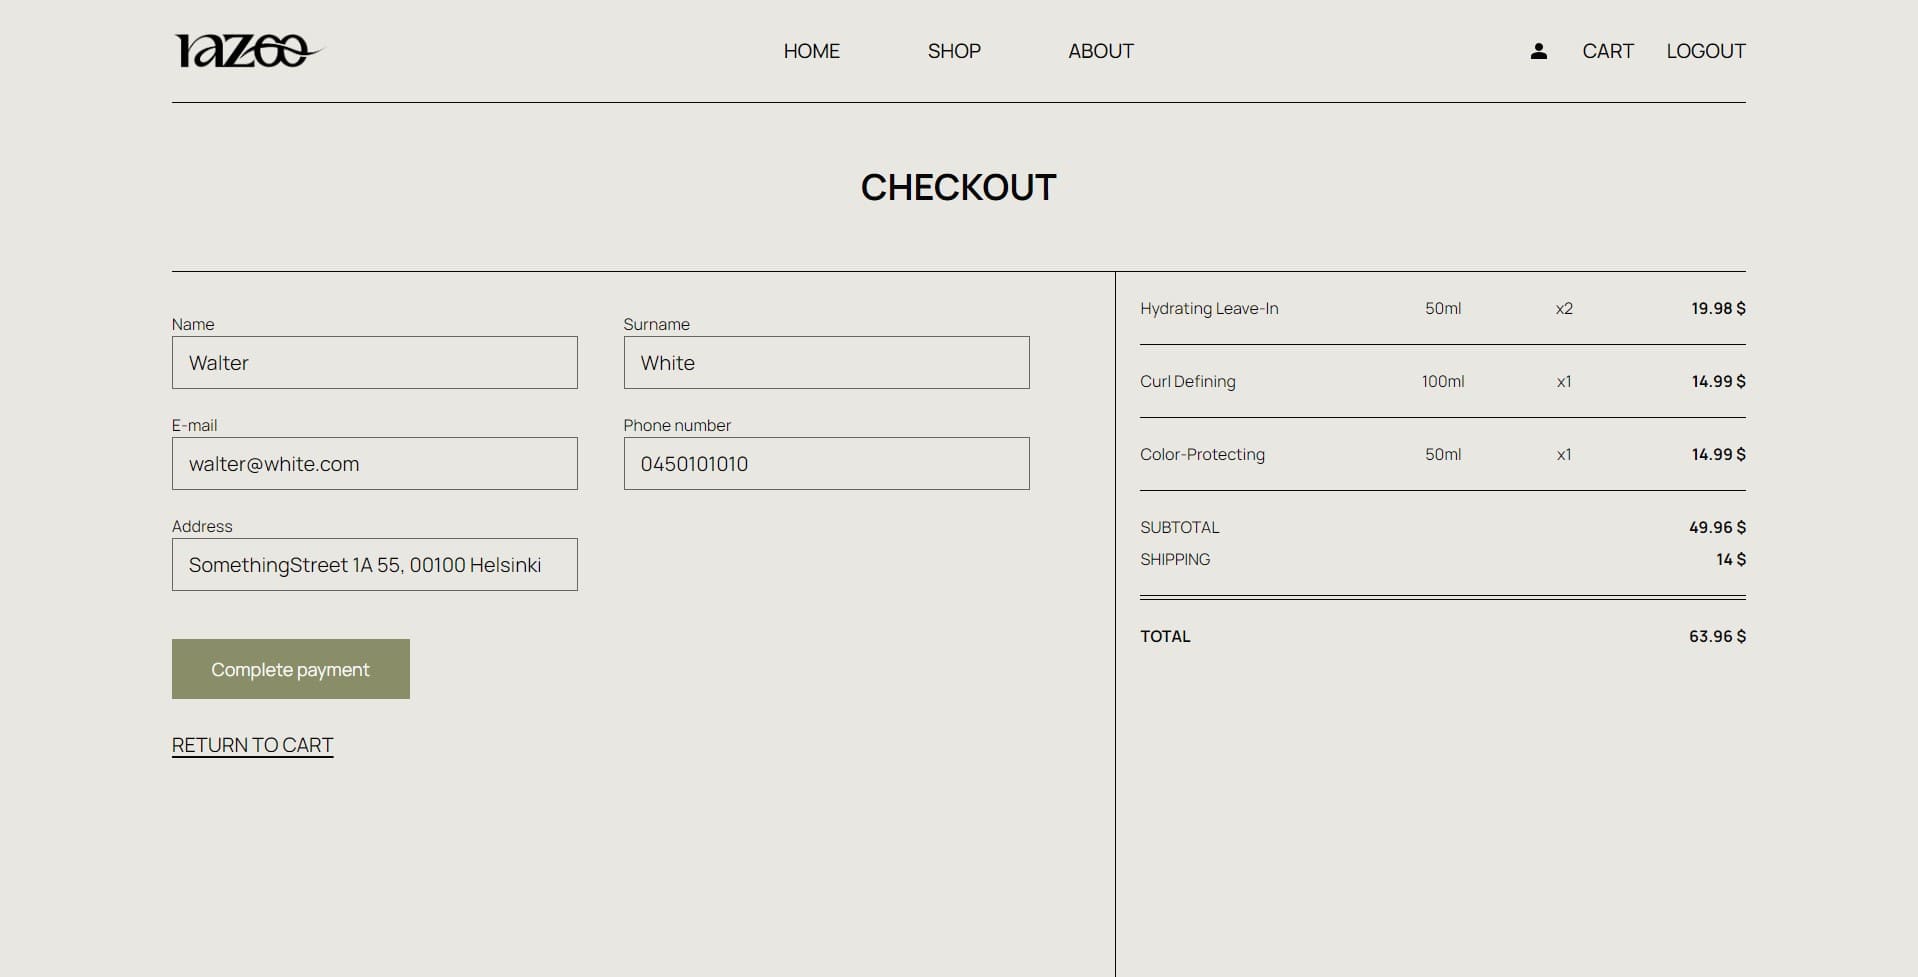 razoo
HOME SHOP ABOUT CART LOGOUT
CHECKOUT
Name
Walter
Surname
White
E-mail
walter@white.com
Phone number
0450101010
Address
SomethingStreet 1A 55, 00100 Helsinki
Complete payment
RETURN TO CART
Hydrating Leave-In 50ml x2 19.98 $
Curl Defining 100ml x1 14.99 $
Color-Protecting 50ml x1 14.99 $
SUBTOTAL 49.96 $
SHIPPING 14 $
TOTAL 63.96 $